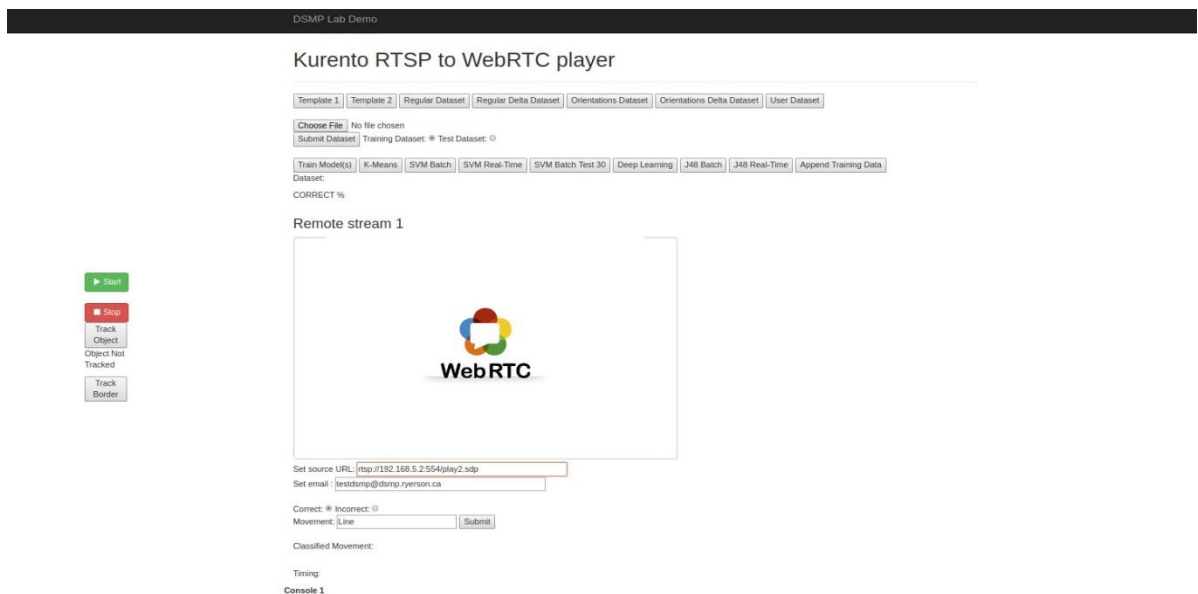 DSMP Lab Demo
Kurento RTSP to WebRTC player
Template 1 Template 2 Regular Dataset Regular Delta Dataset Orientations Dataset Orientations Delta Dataset User Dataset
Choose File No file chosen
Submit Dataset Training Dataset: Test Dataset:
Train Model(s) K-Means SVM Batch SVM Real-Time SVM Batch Test 30 Deep Learning J48 Batch J48 Real-Time Append Training Data
Dataset:
CORRECT %
Remote stream 1
Start
Stop
Track
Object
Object Not
Tracked
Track
Border
WebRTC
Set source URL: rtsp://192.168.5.2:554/play2.sdp
Set email : testdsmp@dsmp.ryerson.ca
Correct: Incorrect:
Movement: Line Submit
Classified Movement:
Timing:
Console 1